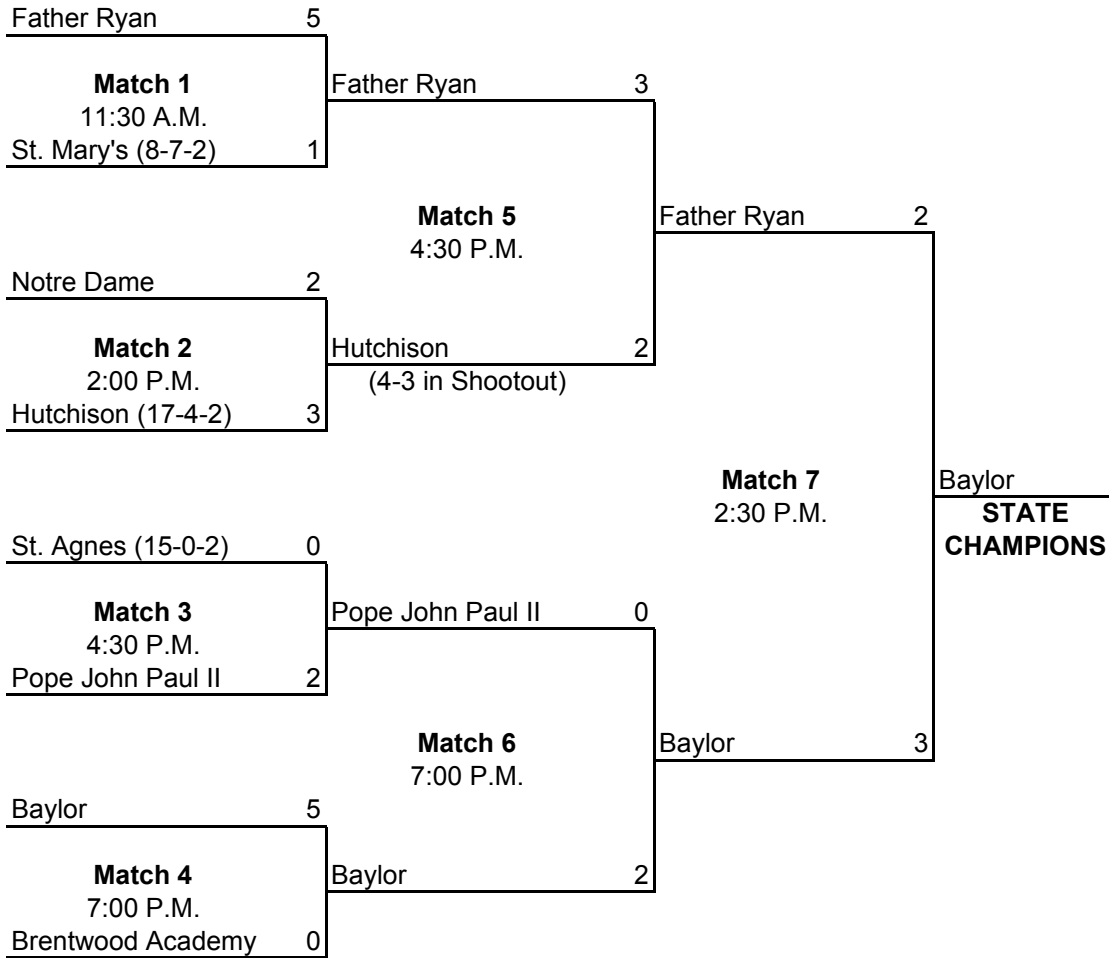 Father Ryan 5
Match 1
11:30 A.M.
St. Mary's (8-7-2) 1
Father Ryan 3
Match 5
4:30 P.M.
Notre Dame 2
Match 2
2:00 P.M.
Hutchison (17-4-2) 3
Hutchison 2
(4-3 in Shootout)
Father Ryan 2
Match 7
2:30 P.M.
Baylor
STATE
CHAMPIONS
St. Agnes (15-0-2) 0
Match 3
4:30 P.M.
Pope John Paul II 2
Pope John Paul II 0
Match 6
7:00 P.M.
Baylor 3
Baylor 5
Match 4
7:00 P.M.
Brentwood Academy 0
Baylor 2